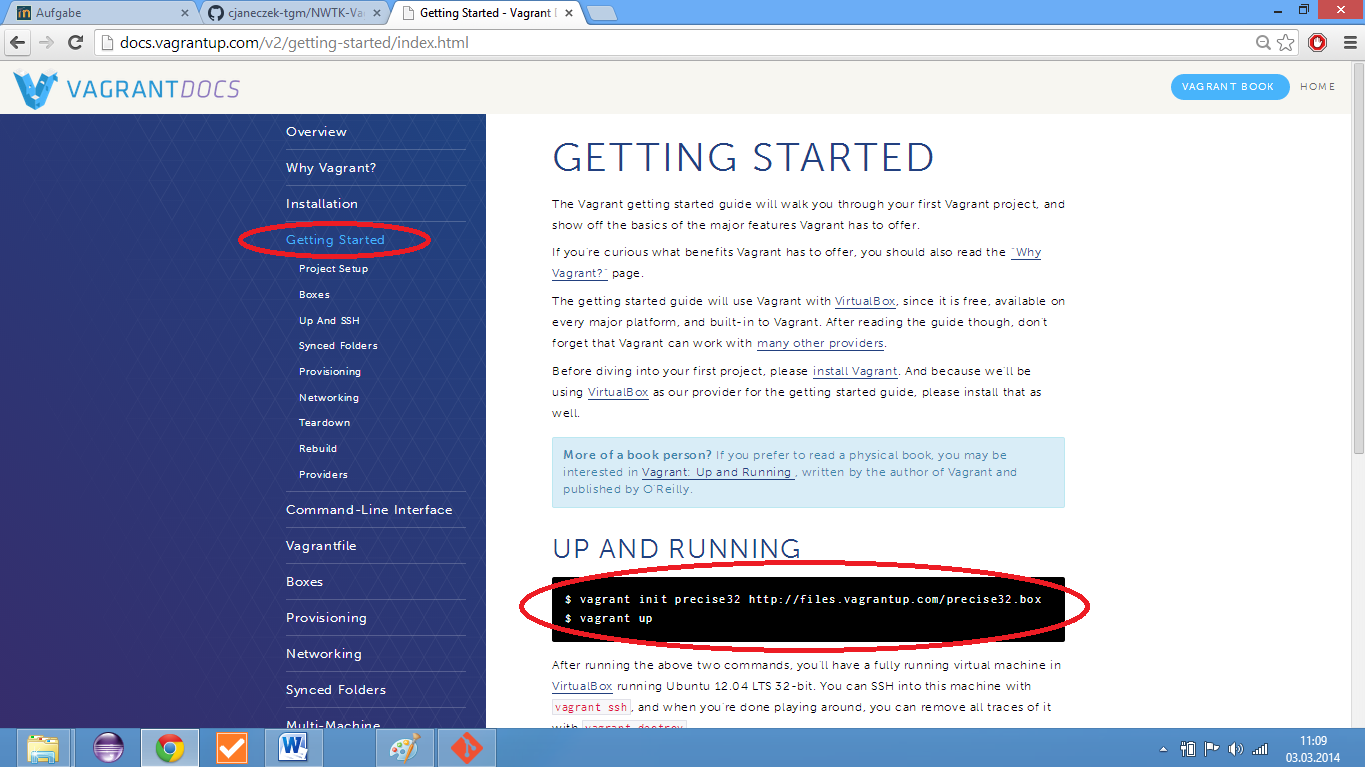 Aufgabe
cjaneczek-tgm/NWTK-Va
Getting Started - Vagrant
docs.vagrantup.com/v2/getting-started/index.html
VAGRANTDOCS
VAGRANT BOOK
HOME
Overview
Why Vagrant?
Installation
Getting Started
Project Setup
Boxes
Up And SSH
Synced Folders
Provisioning
Networking
Teardown
Rebuild
Providers
Command-Line Interface
Vagrantfile
Boxes
Provisioning
Networking
Synced Folders
Multi-Machine
GETTING STARTED
The Vagrant getting started guide will walk you through your first Vagrant project, and
show off the basics of the major features Vagrant has to offer.
If you're curious what benefits Vagrant has to offer, you should also read the "Why
Vagrant?" page.
The getting started guide will use Vagrant with VirtualBox, since it is free, available on
every major platform, and built-in to Vagrant. After reading the guide though, don't
forget that Vagrant can work with many other providers.
Before diving into your first project, please install Vagrant. And because we'll be
using VirtualBox as our provider for the getting started guide, please install that as
well.
More of a book person? If you prefer to read a physical book, you may be
interested in Vagrant: Up and Running , written by the author of Vagrant and
published by O'Reilly.
UP AND RUNNING
$ vagrant init precise32 http://files.vagrantup.com/precise32.box
$ vagrant up
After running the above two commands, you'll have a fully running virtual machine in
VirtualBox running Ubuntu 12.04 LTS 32-bit. You can SSH into this machine with
vagrant ssh, and when you're done playing around, you can remove all traces of it
with vagrant destroy
11:09
03.03.2014